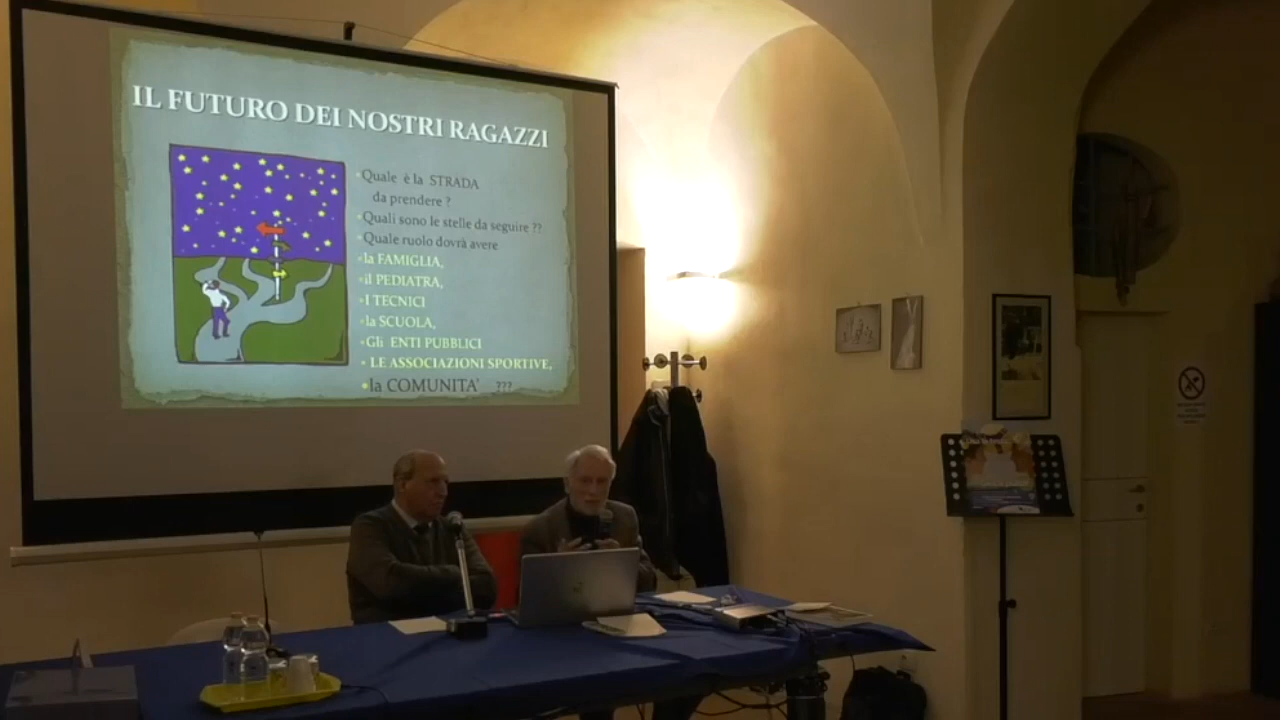 IL FUTURO DEI NOSTRI RAGAZZI
Quale è la STRADA
da prendere ?
Quali sono le stelle da seguire ??
Quale ruolo dovrà avere
la FAMIGLIA,
il PEDIATRA,
I TECNICI
la SCUOLA,
Gli ENTI PUBBLICI
LE ASSOCIAZIONI SPORTIVE,
la COMUNITA' ???